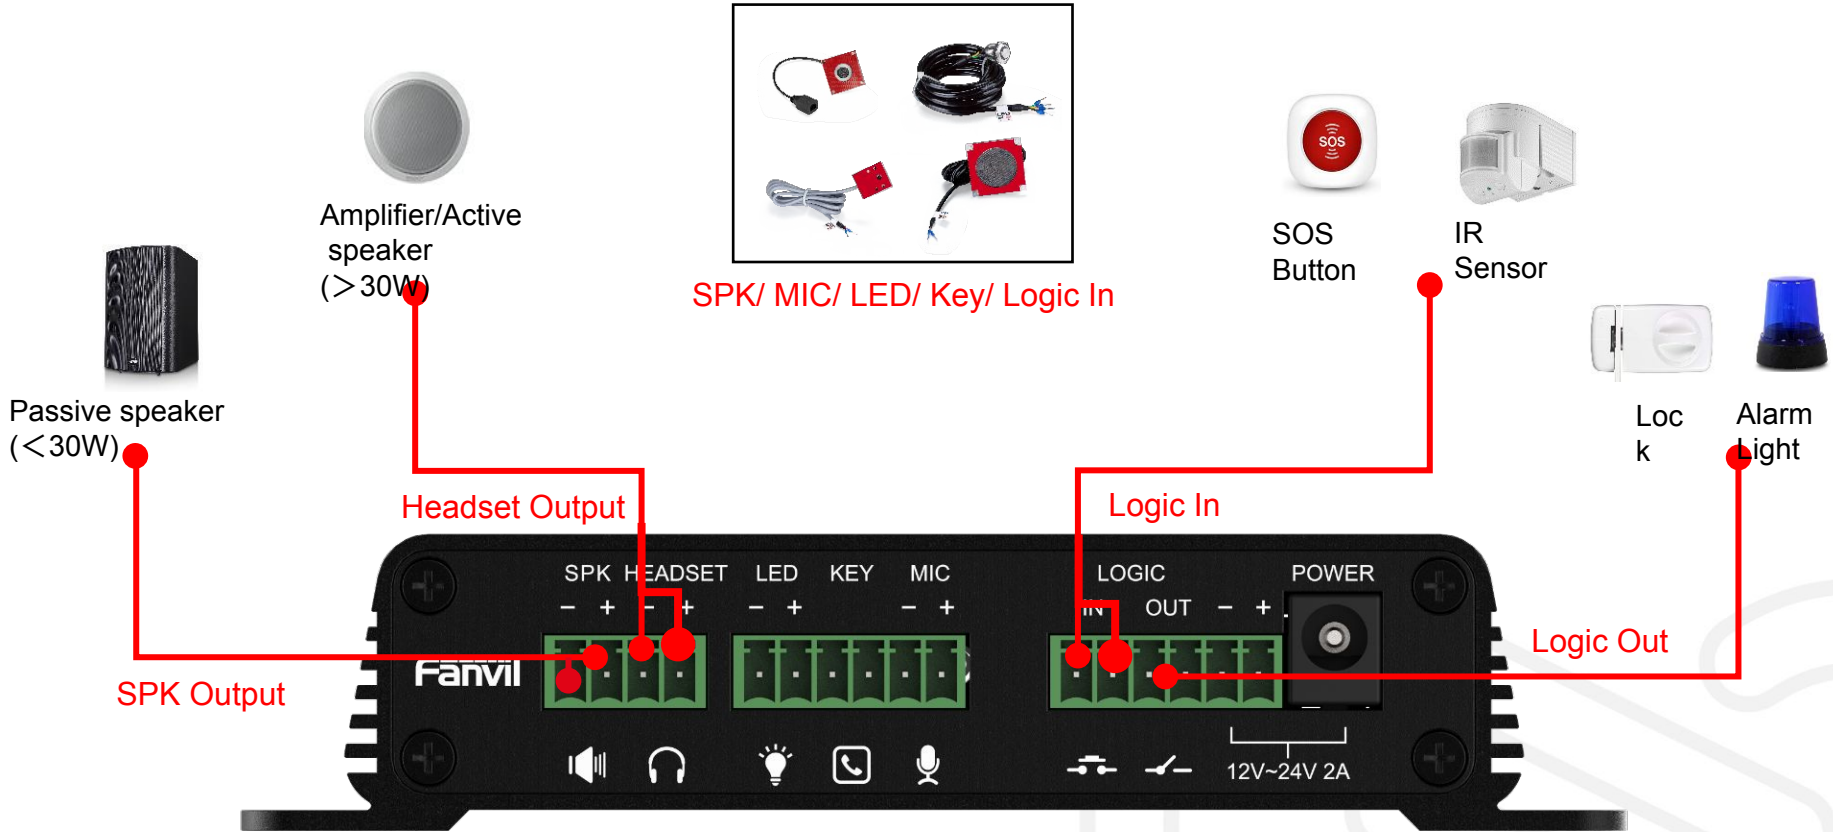 SOS
Amplifier/Active
speaker
(＞30W)
SOS
Button
IR
Sensor
SPK/ MIC/ LED/ Key/ Logic In
Passive speaker
(＜30W)
Loc
k
Alarm
Light
Headset Output
Logic In
SPK HEADSET LED KEY MIC LOGIC POWER
− + − + − + − + IN OUT − +
Logic Out
Fanvil
SPK Output
12V~24V 2A